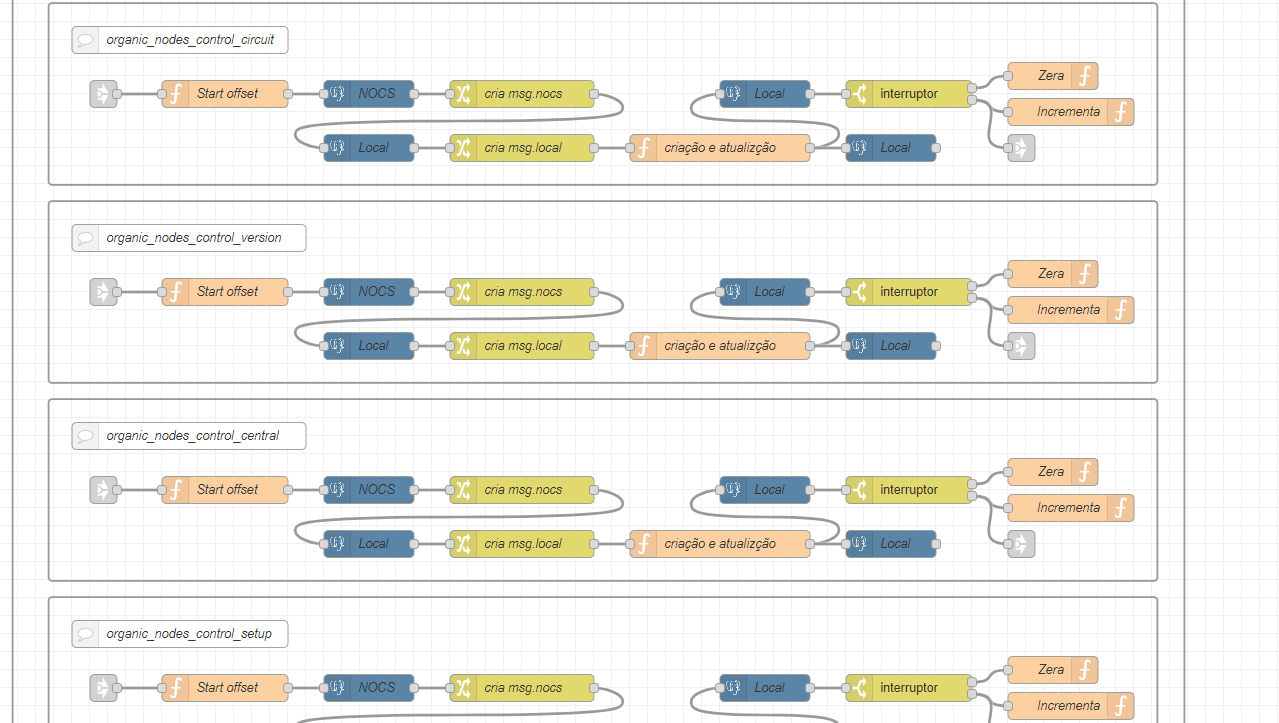 organic_nodes_control_circuit
Start offset NOCS cria msg.nocs Local interruptor Zera
Incrementa
Local cria msg.local criação e atualizção Local
organic_nodes_control_version
Start offset NOCS cria msg.nocs Local interruptor Zera
Incrementa
Local cria msg.local criação e atualizção Local
organic_nodes_control_central
Start offset NOCS cria msg.nocs Local interruptor Zera
Incrementa
Local cria msg.local criação e atualizção Local
organic_nodes_control_setup
Start offset NOCS cria msg.nocs Local interruptor Zera
Incrementa